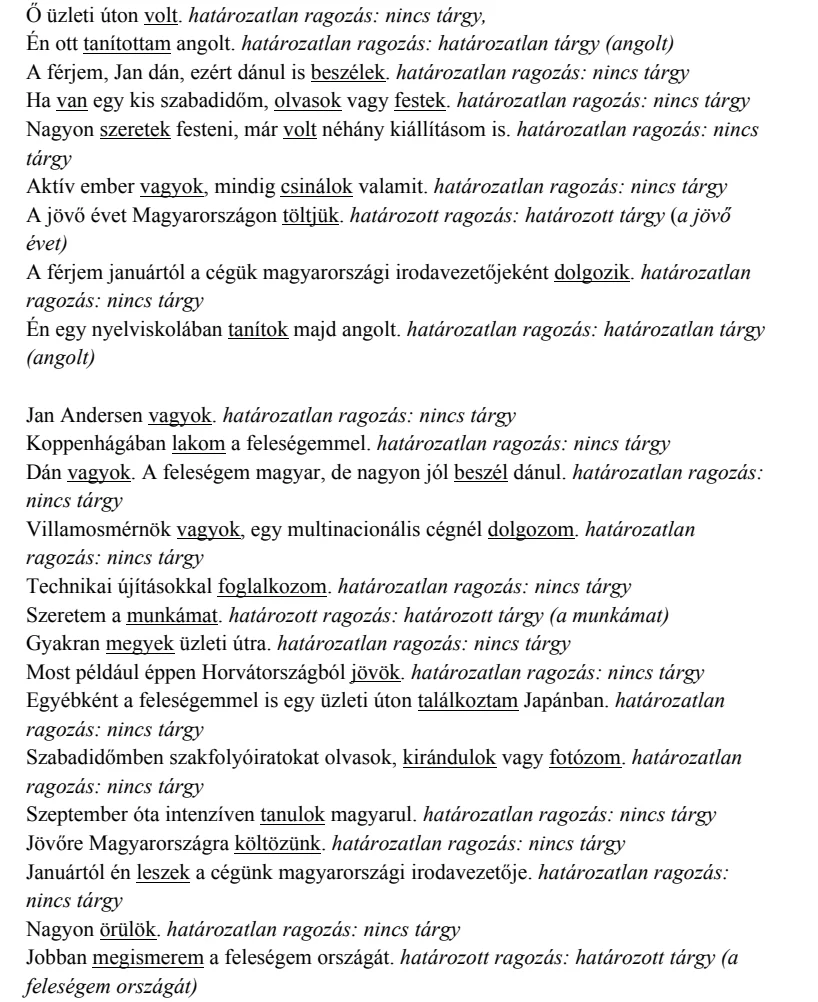 Ő üzleti úton volt. határozatlan ragozás: nincs tárgy,
Én ott tanítottam angolt. határozatlan ragozás: határozatlan tárgy (angolt)
A férjem, Jan dán, ezért dánul is beszélek. határozatlan ragozás: nincs tárgy
Ha van egy kis szabadidőm, olvasok vagy festek. határozatlan ragozás: nincs tárgy
Nagyon szeretek festeni, már volt néhány kiállításom is. határozatlan ragozás: nincs
tárgy
Aktív ember vagyok, mindig csinálok valamit. határozatlan ragozás: nincs tárgy
A jövő évet Magyarországon töltjük. határozott ragozás: határozott tárgy (a jövő
évet)
A férjem januártól a cégük magyarországi irodavezetőjeként dolgozik. határozatlan
ragozás: nincs tárgy
Én egy nyelviskolában tanítok majd angolt. határozatlan ragozás: határozatlan tárgy
(angolt)
Jan Andersen vagyok. határozatlan ragozás: nincs tárgy
Koppenhágában lakom a feleségemmel. határozatlan ragozás: nincs tárgy
Dán vagyok. A feleségem magyar, de nagyon jól beszél dánul. határozatlan ragozás:
nincs tárgy
Villamosmérnök vagyok, egy multinacionális cégnél dolgozom. határozatlan
ragozás: nincs tárgy
Technikai újításokkal foglalkozom. határozatlan ragozás: nincs tárgy
Szeretem a munkámat. határozott ragozás: határozott tárgy (a munkámat)
Gyakran megyek üzleti útra. határozatlan ragozás: nincs tárgy
Most például éppen Horvátországból jövök. határozatlan ragozás: nincs tárgy
Egyébként a feleségemmel is egy üzleti úton találkoztam Japánban. határozatlan
ragozás: nincs tárgy
Szabadidőmben szakfolyóiratokat olvasok, kirándulok vagy fotózom. határozatlan
ragozás: nincs tárgy
Szeptember óta intenzíven tanulok magyarul. határozatlan ragozás: nincs tárgy
Jövőre Magyarországra költözünk. határozatlan ragozás: nincs tárgy
Januártól én leszek a cégünk magyarországi irodavezetője. határozatlan ragozás:
nincs tárgy
Nagyon örülök. határozatlan ragozás: nincs tárgy
Jobban megismerem a feleségem országát. határozott ragozás: határozott tárgy (a
feleségem országát)